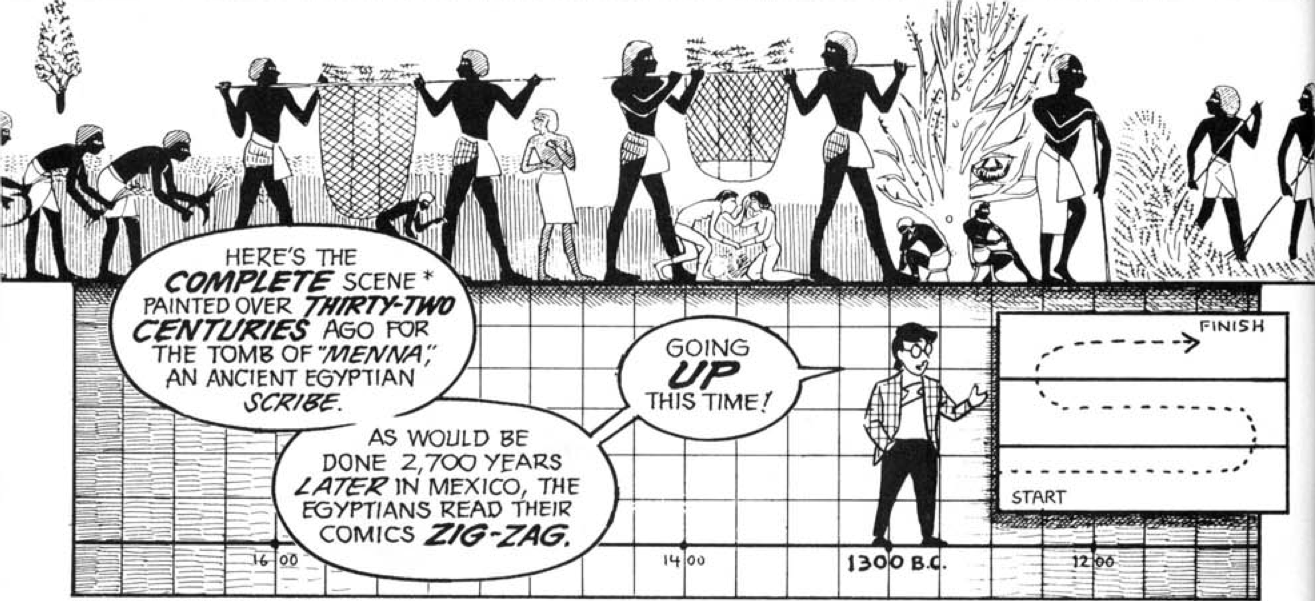 HERE'S THE
COMPLETE SCENE*
PAINTED OVER THIRTY-TWO
CENTURIES AGO FOR
THE TOMB OF "MENNA",
AN ANCIENT EGYPTIAN
SCRIBE.
AS WOULD BE
DONE 2,700 YEARS
LATER IN MEXICO, THE
EGYPTIANS READ THEIR
COMICS ZIG-ZAG.
GOING
UP
THIS TIME!
FINISH
START
1600
1400
1300 B.C.
1200